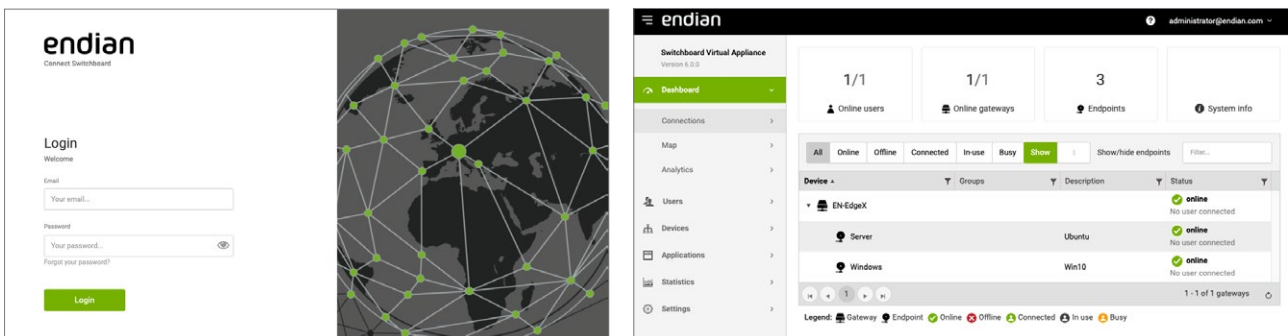 endian
Connect Switchboard
Login
Welcome
Email
Your email...
Password
Your password...
Forgot your password?
Login
endian
administrator@endian.com
Switchboard Virtual Appliance
Version 6.0.0
Dashboard
Connections
Map
Analytics
Users
Devices
Applications
Statistics
Settings
1/1
Online users
1/1
Online gateways
3
Endpoints
System info
All Online Offline Connected In-use Busy Show Show/hide endpoints Filter...
Device Groups Description Status
EN-EdgeX online
No user connected
Server Ubuntu online
No user connected
Windows Win10 online
No user connected
1
1 - 1 of 1 gateways
Legend: Gateway Endpoint Online Offline Connected In use Busy